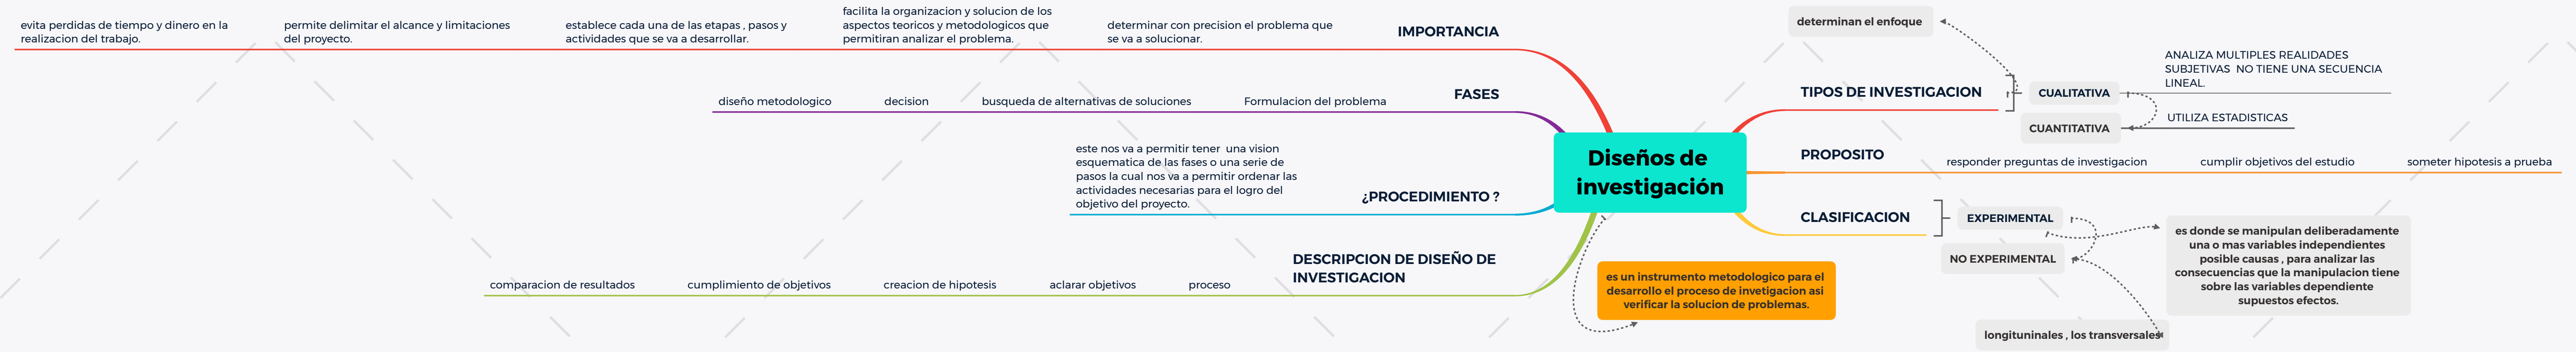 evita perdidas de tiempo y dinero en la
realizacion del trabajo.
permite delimitar el alcance y limitaciones
del proyecto.
establece cada una de las etapas , pasos y
actividades que se va a desarrollar.
facilita la organizacion y solucion de los
aspectos teoricos y metodologicos que
permitiran analizar el problema.
determinar con precision el problema que
se va a solucionar.
IMPORTANCIA
diseño metodologico
decision
busqueda de alternativas de soluciones
Formulacion del problema
FASES
este nos va a permitir tener  una vision
esquematica de las fases o una serie de
pasos la cual nos va a permitir ordenar las
actividades necesarias para el logro del
objetivo del proyecto.
¿PROCEDIMIENTO ?
comparacion de resultados
cumplimiento de objetivos
creacion de hipotesis
aclarar objetivos
proceso
DESCRIPCION DE DISEÑO DE
INVESTIGACION
Diseños de
investigación
es un instrumento metodologico para el
desarrollo el proceso de invetigacion asi
verificar la solucion de problemas.
determinan el enfoque
TIPOS DE INVESTIGACION
CUALITATIVA
ANALIZA MULTIPLES REALIDADES
SUBJETIVAS  NO TIENE UNA SECUENCIA
LINEAL.
CUANTITATIVA
UTILIZA ESTADISTICAS
PROPOSITO
responder preguntas de investigacion
cumplir objetivos del estudio
someter hipotesis a prueba
CLASIFICACION
EXPERIMENTAL
NO EXPERIMENTAL
es donde se manipulan deliberadamente
una o mas variables independientes
posible causas , para analizar las
consecuencias que la manipulacion tiene
sobre las variables dependiente
supuestos efectos.
longituninales , los transversales